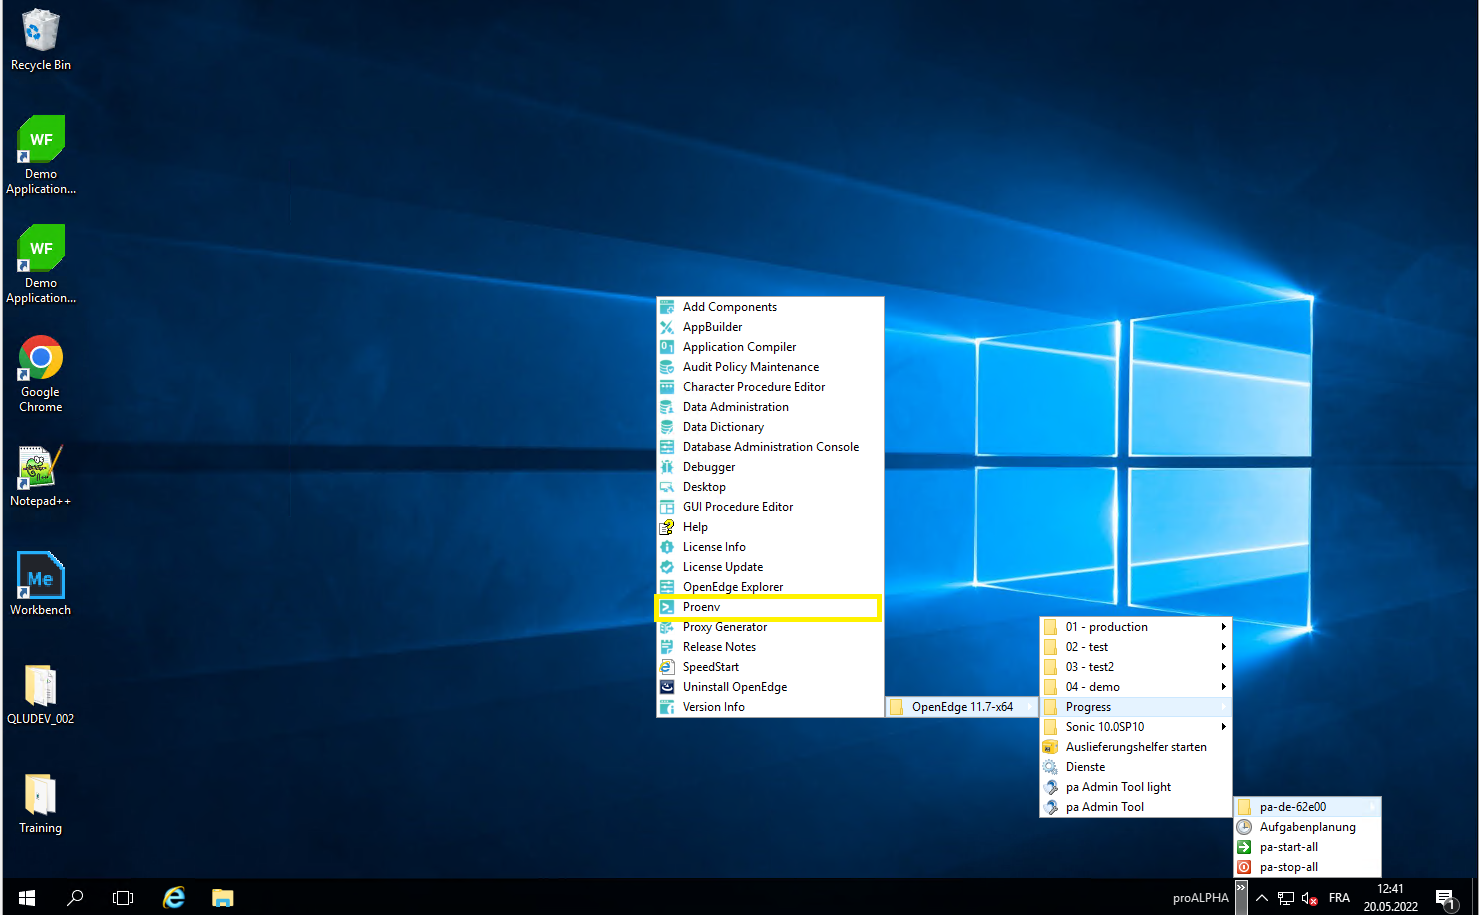 Recycle Bin
WF
Demo
Application...
WF
Demo
Application...
Google
Chrome
Notepad++
Me
Workbench
QLUDEV_002
Training
Add Components
AppBuilder
Application Compiler
Audit Policy Maintenance
Character Procedure Editor
Data Administration
Data Dictionary
Database Administration Console
Debugger
Desktop
GUI Procedure Editor
Help
License Info
License Update
OpenEdge Explorer
Proenv
Proxy Generator
Release Notes
SpeedStart
Uninstall OpenEdge
Version Info
OpenEdge 11.7-x64
01 - production
02 - test
03 - test2
04 - demo
Progress
Sonic 10.0SP10
Auslieferungshelfer starten
Dienste
pa Admin Tool light
pa Admin Tool
pa-de-62e00
Aufgabenplanung
pa-start-all
pa-stop-all
proALPHA
FRA
12:41
20.05.2022
1